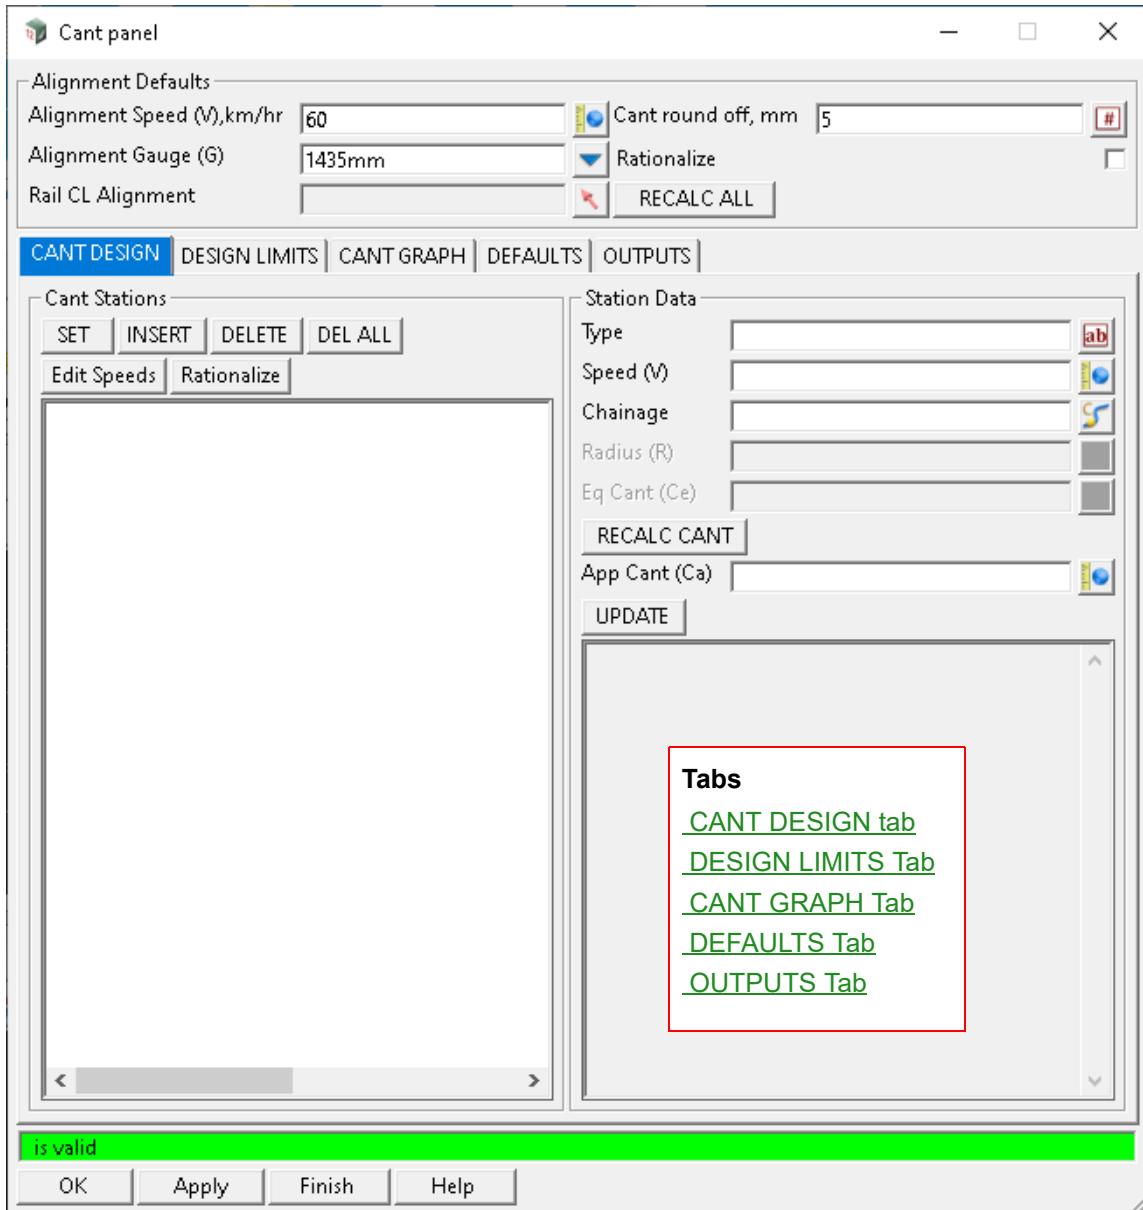 Cant panel
Alignment Defaults
Alignment Speed (V),km/hr 60 Cant round off, mm 5 #
Alignment Gauge (G) 1435mm Rationalize
Rail CL Alignment RECALC ALL
CANT DESIGN DESIGN LIMITS CANT GRAPH DEFAULTS OUTPUTS
Cant Stations
SET INSERT DELETE DEL ALL
Edit Speeds Rationalize
Station Data
Type ab
Speed (V)
Chainage
Radius (R)
Eq Cant (Ce)
RECALC CANT
App Cant (Ca)
UPDATE
Tabs
CANT DESIGN tab
DESIGN LIMITS Tab
CANT GRAPH Tab
DEFAULTS Tab
OUTPUTS Tab
is valid
OK Apply Finish Help